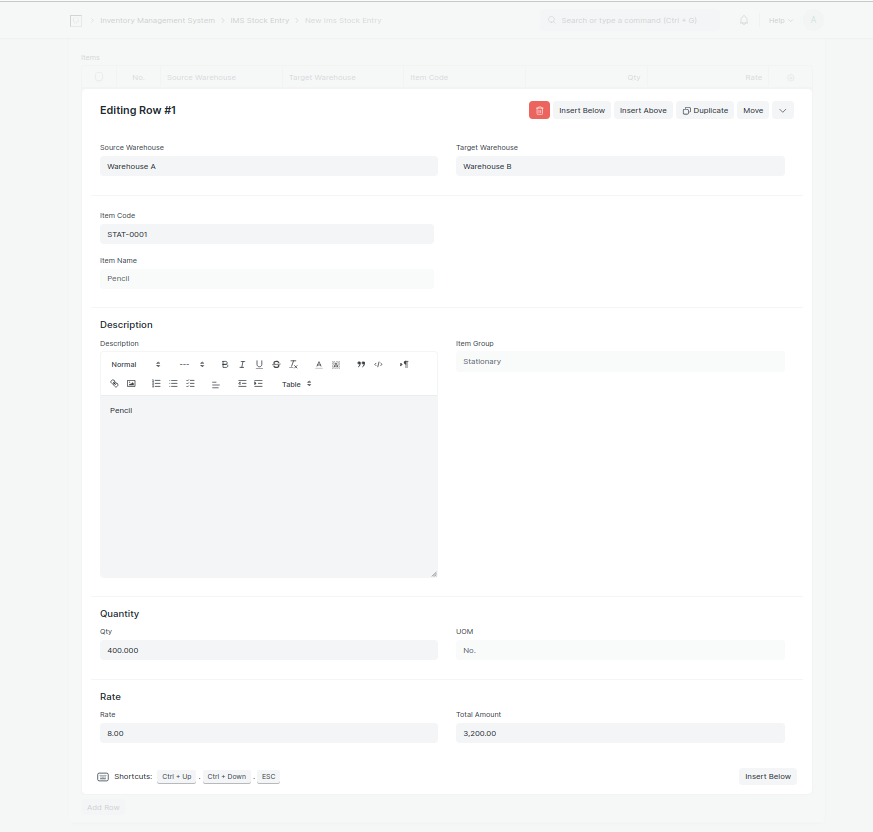 Inventory Management System > IMS Stock Entry > New Ims Stock Entry Search or type a command (Ctrl + G) Help A
Items
No. Source Warehouse Target Warehouse Item Code Qty Rate
Editing Row #1 Insert Below Insert Above Duplicate Move
Source Warehouse Target Warehouse
Warehouse A Warehouse B
Item Code
STAT-0001
Item Name
Pencil
Description
Description Item Group
Normal --- B I U S Tx A A ” </> ¶ Stationary
Table
Pencil
Quantity
Qty UOM
400.000 No.
Rate
Rate Total Amount
8.00 3,200.00
Shortcuts: Ctrl + Up . Ctrl + Down . ESC Insert Below
Add Row